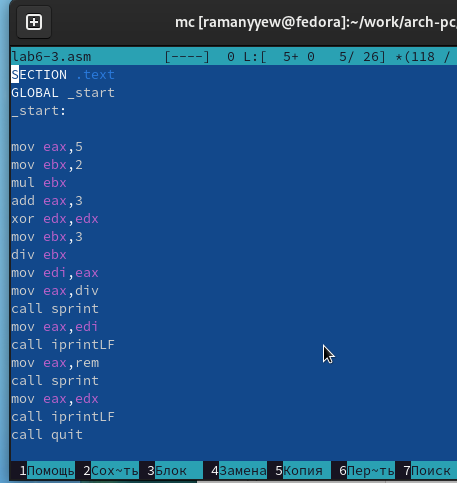 mc [ramanyyew@fedora]:~/work/arch-pc/
lab6-3.asm [----] 0 L:[ 5+ 0 5/ 26] *(118 /
SECTION .text
GLOBAL _start
_start:
mov eax,5
mov ebx,2
mul ebx
add eax,3
xor edx,edx
mov ebx,3
div ebx
mov edi,eax
mov eax,div
call sprint
mov eax,edi
call iprintLF
mov eax,rem
call sprint
mov eax,edx
call iprintLF
call quit
1Помощь 2Сох~ть 3Блок 4Замена 5Копия 6Пер~ть 7Поиск